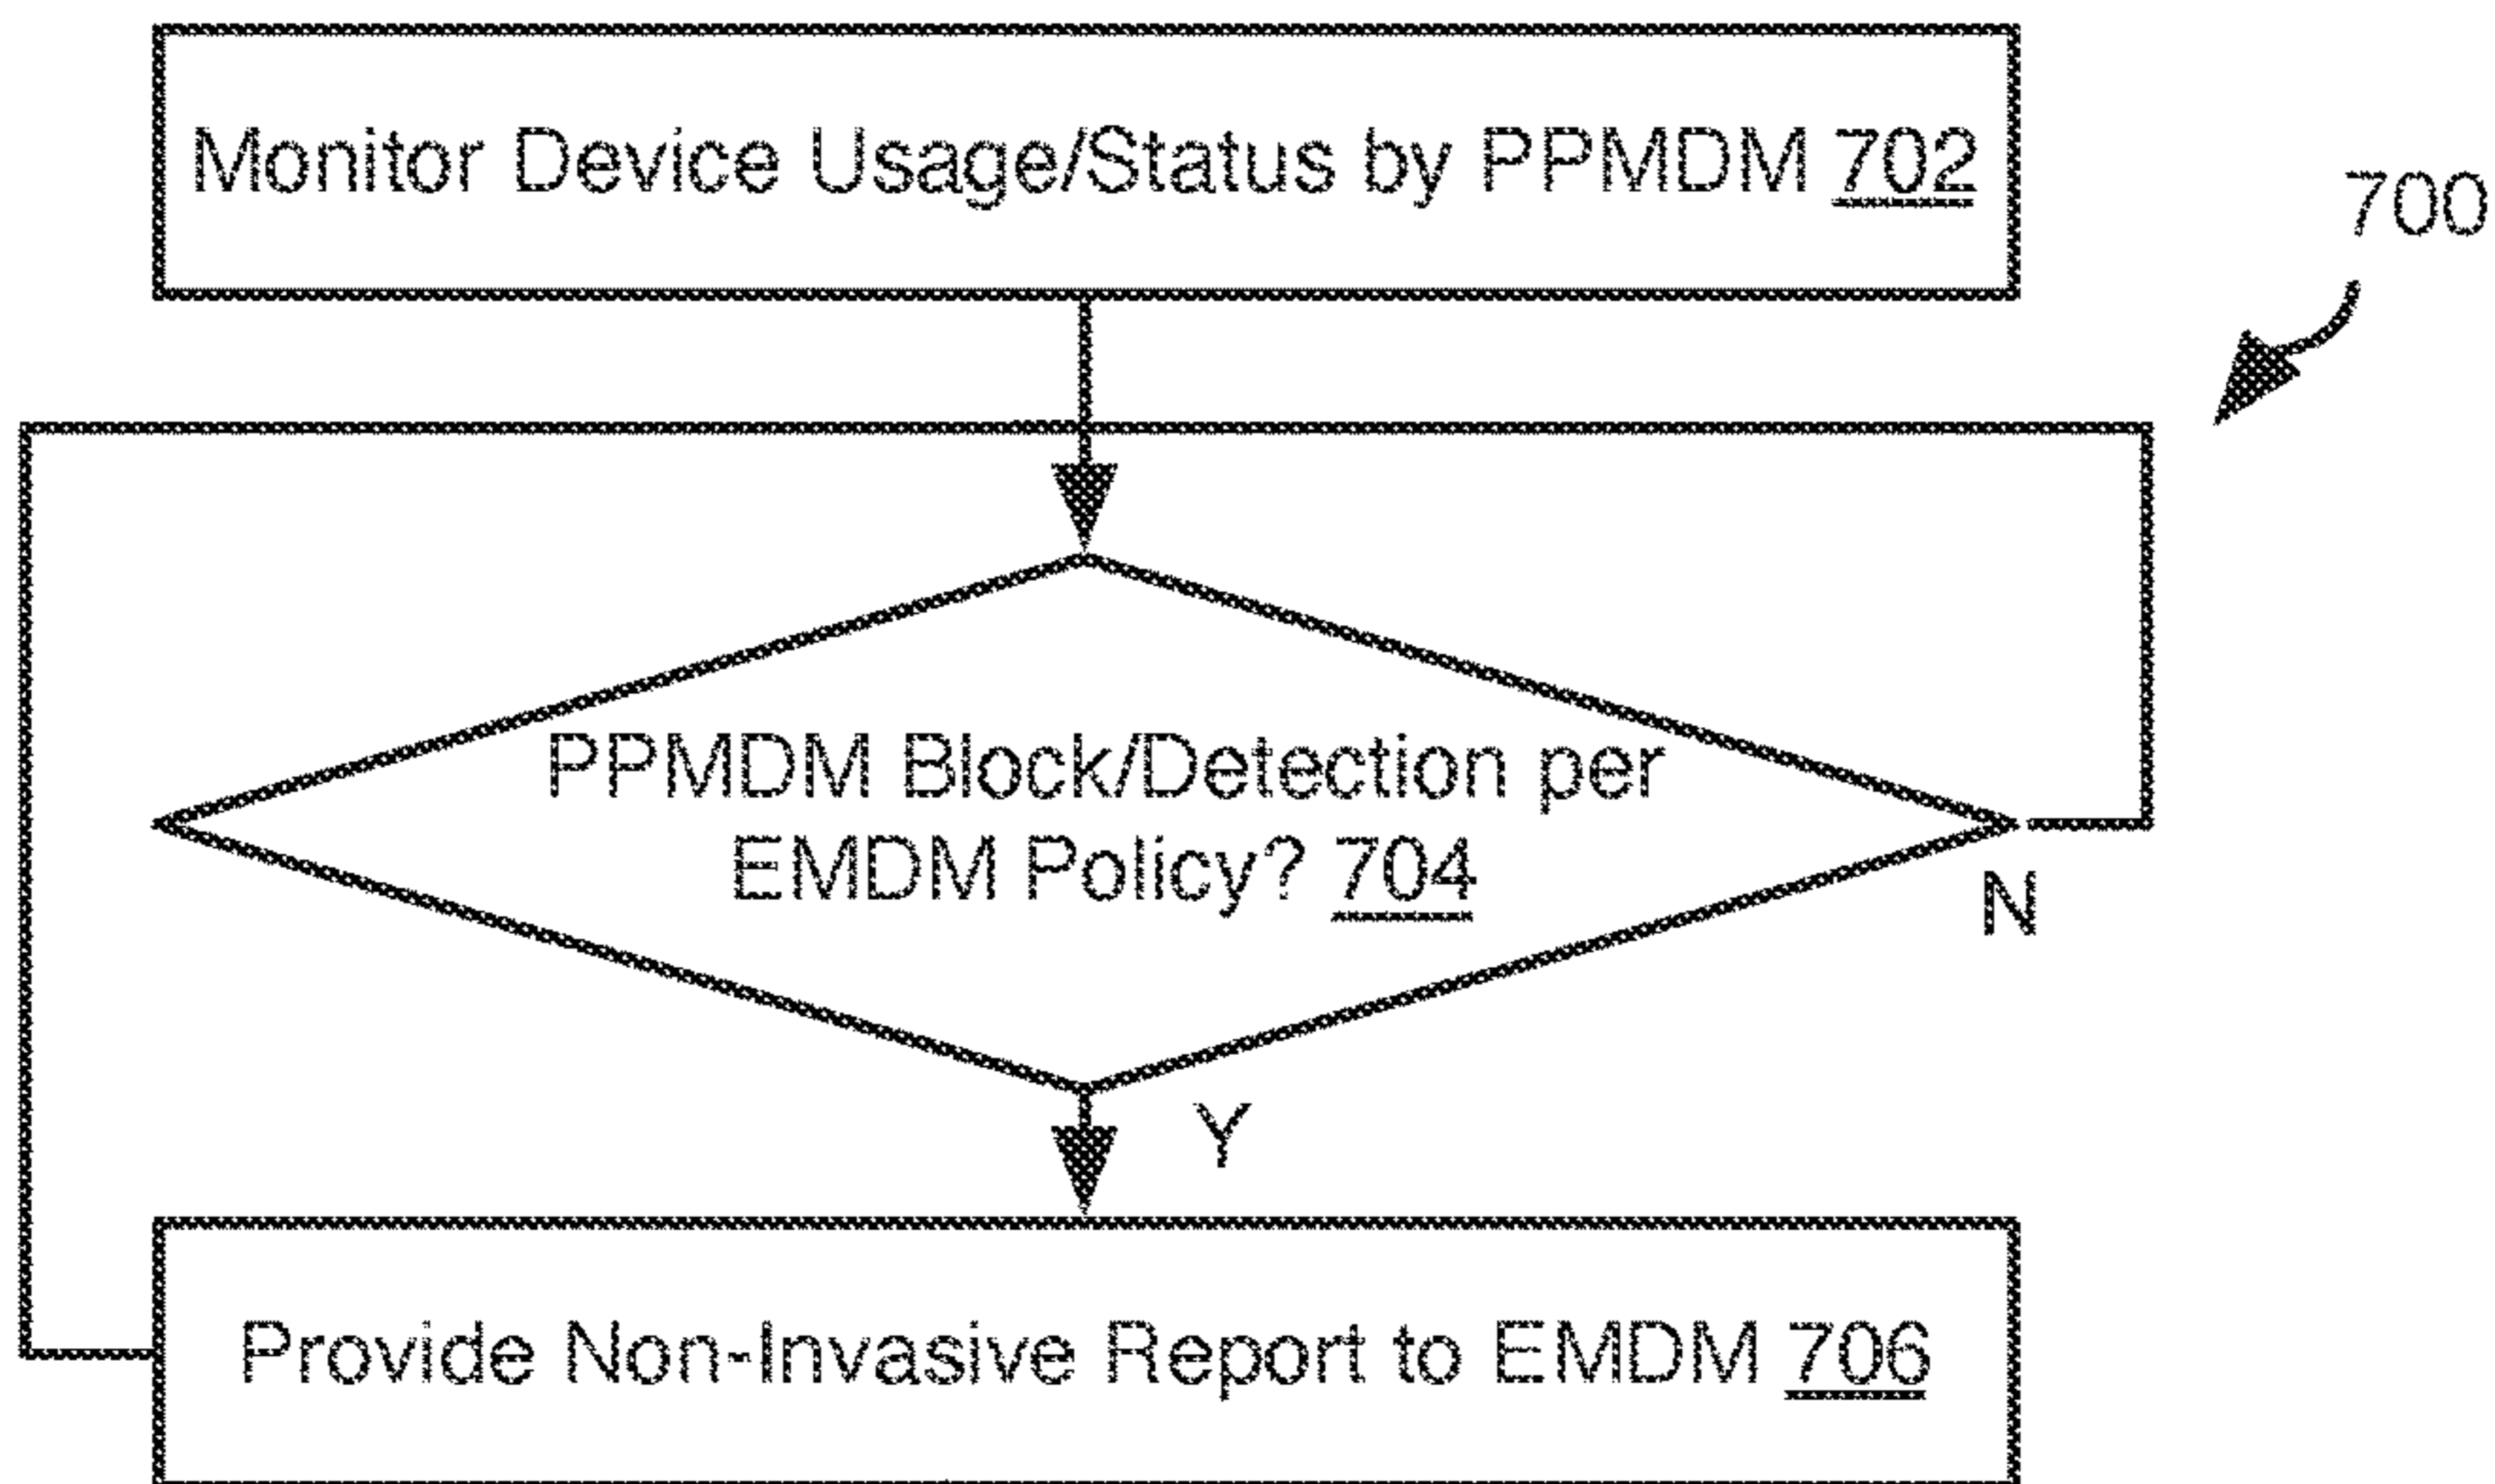 Monitor Device Usage/Status by PPMDM 702
700
PPMDM Block/Detection per
EMDM Policy? 704
N
Y
Provide Non-Invasive Report to EMDM 706